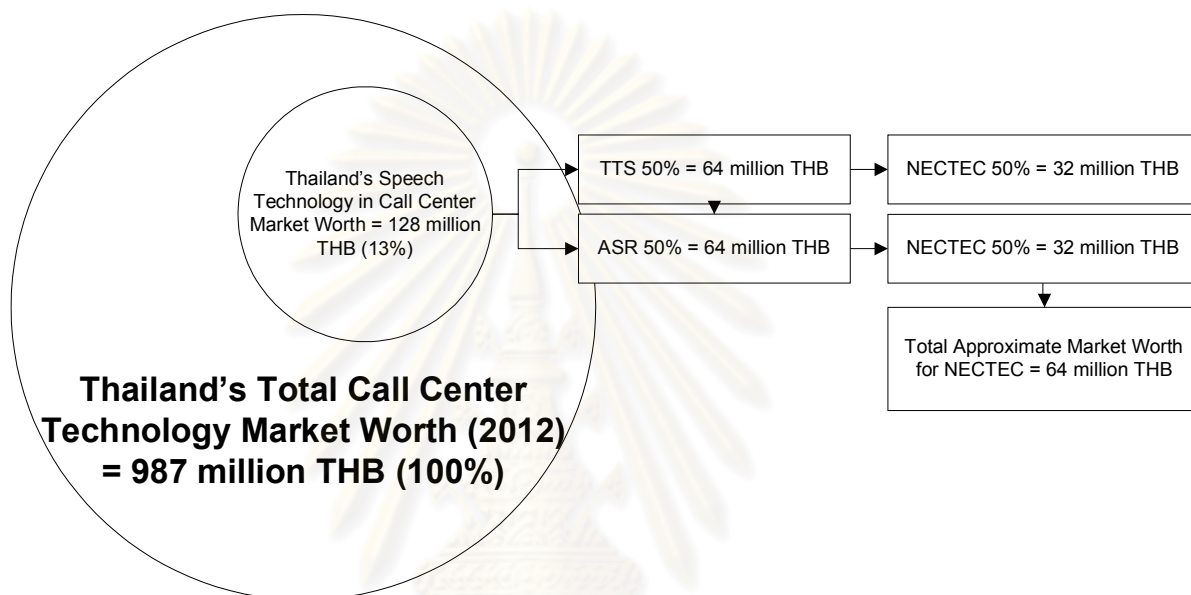 Thailand's Speech
Technology in Call Center
Market Worth = 128 million
THB (13%)
TTS 50% = 64 million THB
NECTEC 50% = 32 million THB
ASR 50% = 64 million THB
NECTEC 50% = 32 million THB
Total Approximate Market Worth
for NECTEC = 64 million THB
Thailand's Total Call Center
Technology Market Worth (2012)
= 987 million THB (100%)